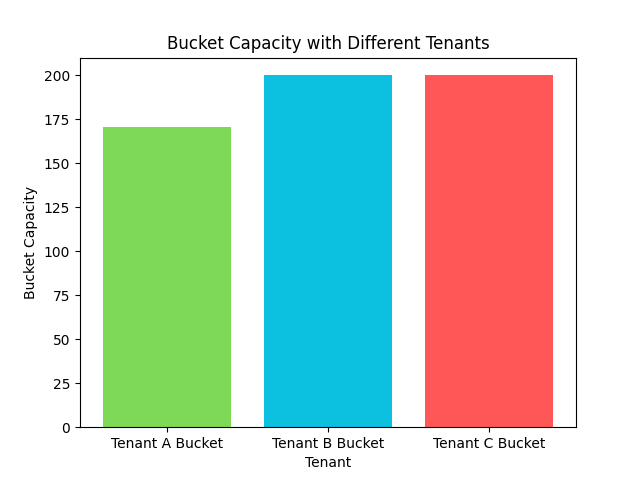 Bucket Capacity with Different Tenants
200
175
150
125
100
75
50
25
0
Bucket Capacity
Tenant A Bucket
Tenant B Bucket
Tenant C Bucket
Tenant